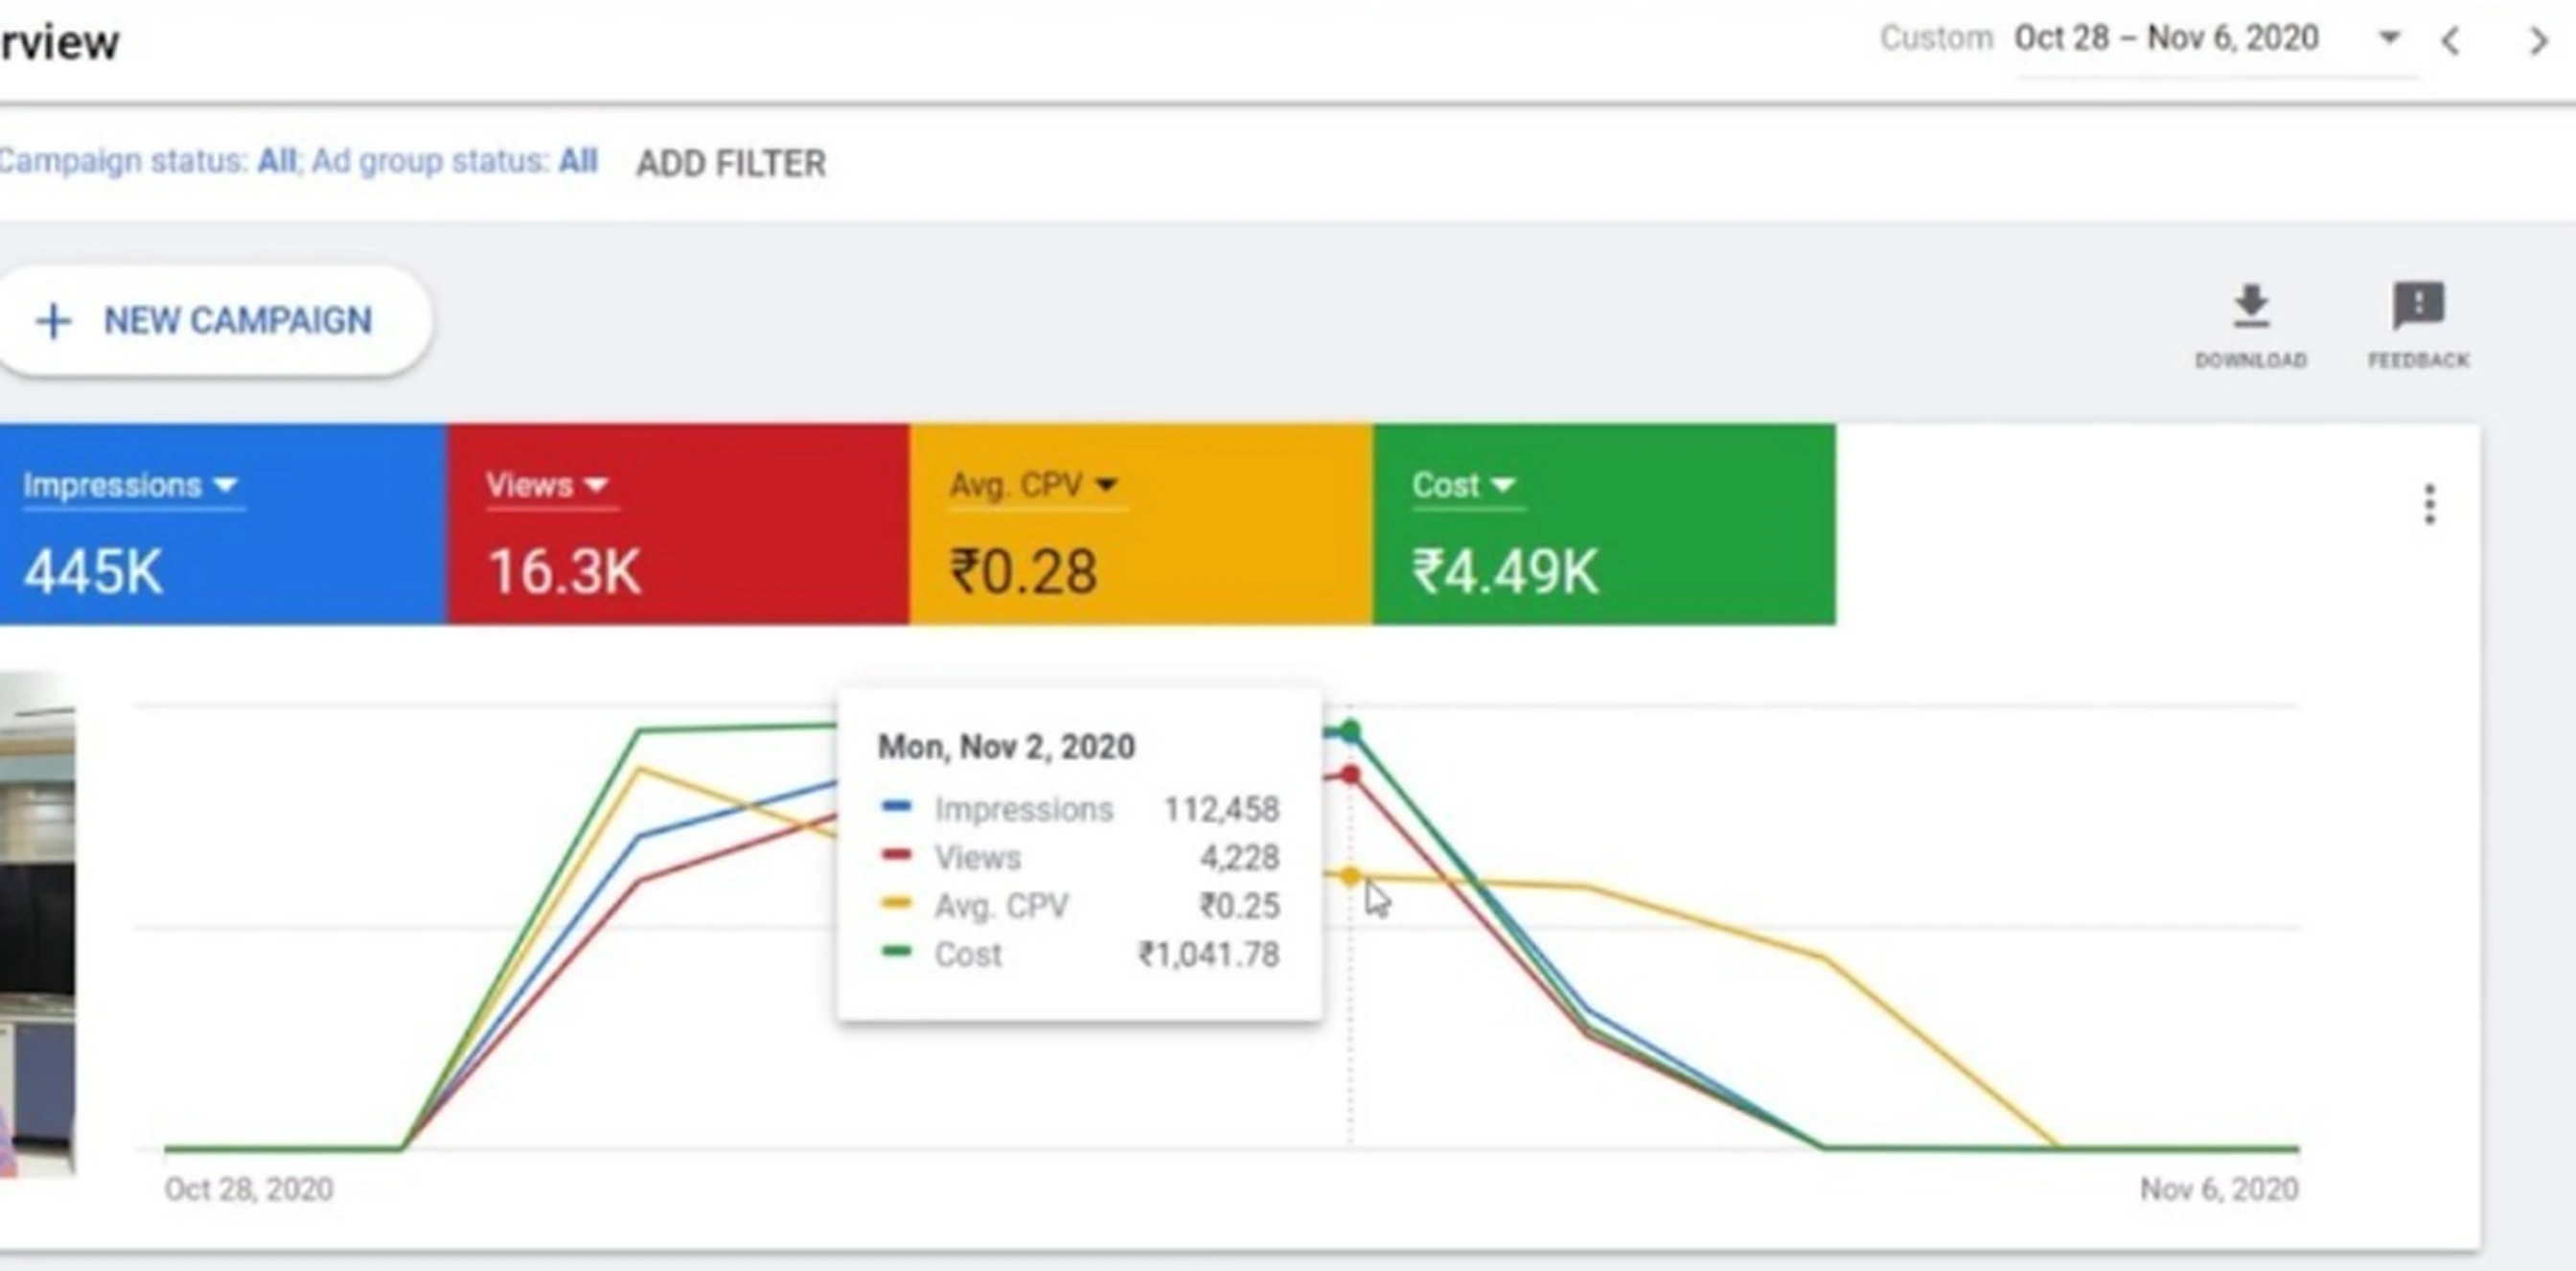 rview
Custom Oct 28 – Nov 6, 2020
Campaign status: All; Ad group status: All ADD FILTER
+ NEW CAMPAIGN
DOWNLOAD FEEDBACK
Impressions Views Avg. CPV Cost
445K 16.3K ₹0.28 ₹4.49K
Mon, Nov 2, 2020
Impressions 112,458
Views 4,228
Avg. CPV ₹0.25
Cost ₹1,041.78
Oct 28, 2020 Nov 6, 2020